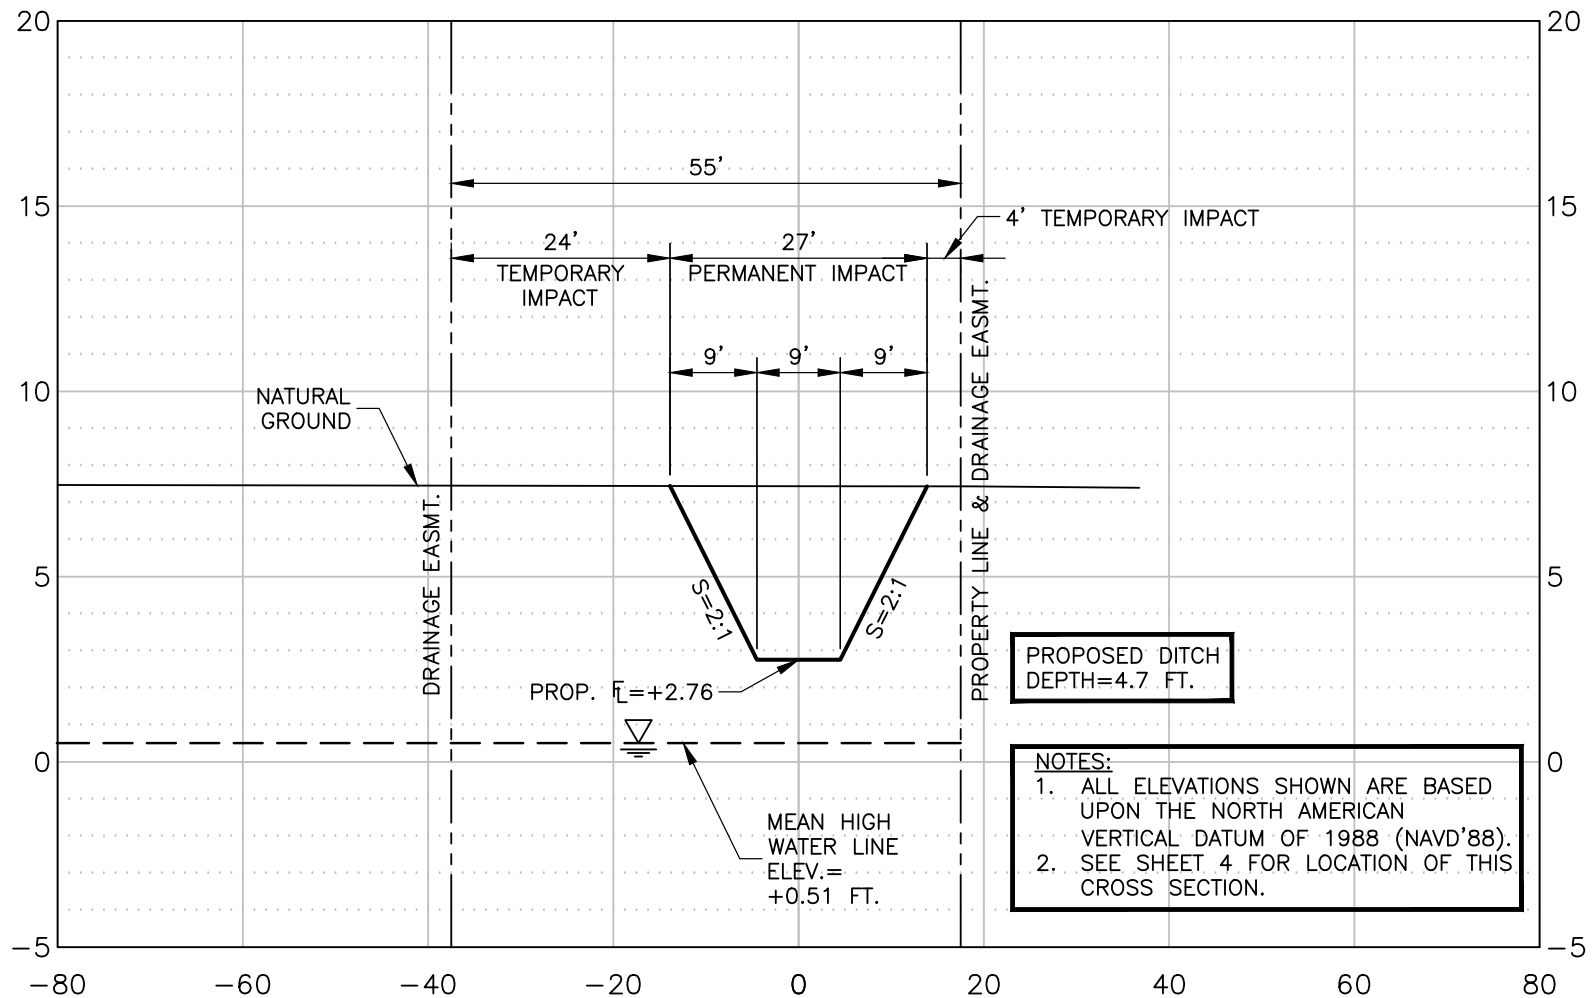 20
20
55'
15
15
4' TEMPORARY IMPACT
24'
27'
TEMPORARY
IMPACT
PERMANENT IMPACT
9'
9'
9'
10
10
NATURAL
GROUND
DRAINAGE EASMT.
PROPERTY LINE & DRAINAGE EASMT.
5
5
S=2:1
S=2:1
PROP. FL=+2.76
PROPOSED DITCH
DEPTH=4.7 FT.
0
0
MEAN HIGH
WATER LINE
ELEV.=
+0.51 FT.
NOTES:
1. ALL ELEVATIONS SHOWN ARE BASED
UPON THE NORTH AMERICAN
VERTICAL DATUM OF 1988 (NAVD'88).
2. SEE SHEET 4 FOR LOCATION OF THIS
CROSS SECTION.
-5
-5
-80 -60 -40 -20 0 20 40 60 80